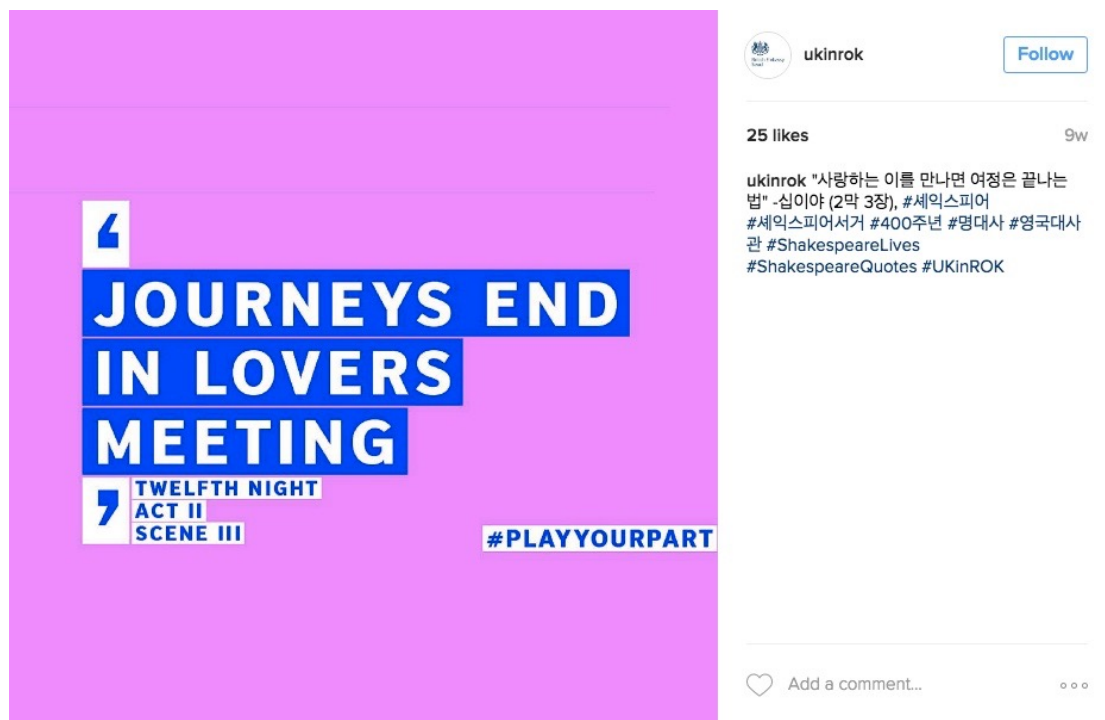 ‘
JOURNEYS END
IN LOVERS
MEETING
’
TWELFTH NIGHT
ACT II
SCENE III
#PLAYYOURPART
ukinrok
Follow
25 likes
9w
ukinrok "사랑하는 이를 만나면 여정은 끝나는
법" -십이야 (2막 3장), #셰익스피어
#셰익스피어서거 #400주년 #명대사 #영국대사
관 #ShakespeareLives
#ShakespeareQuotes #UKinROK
Add a comment...